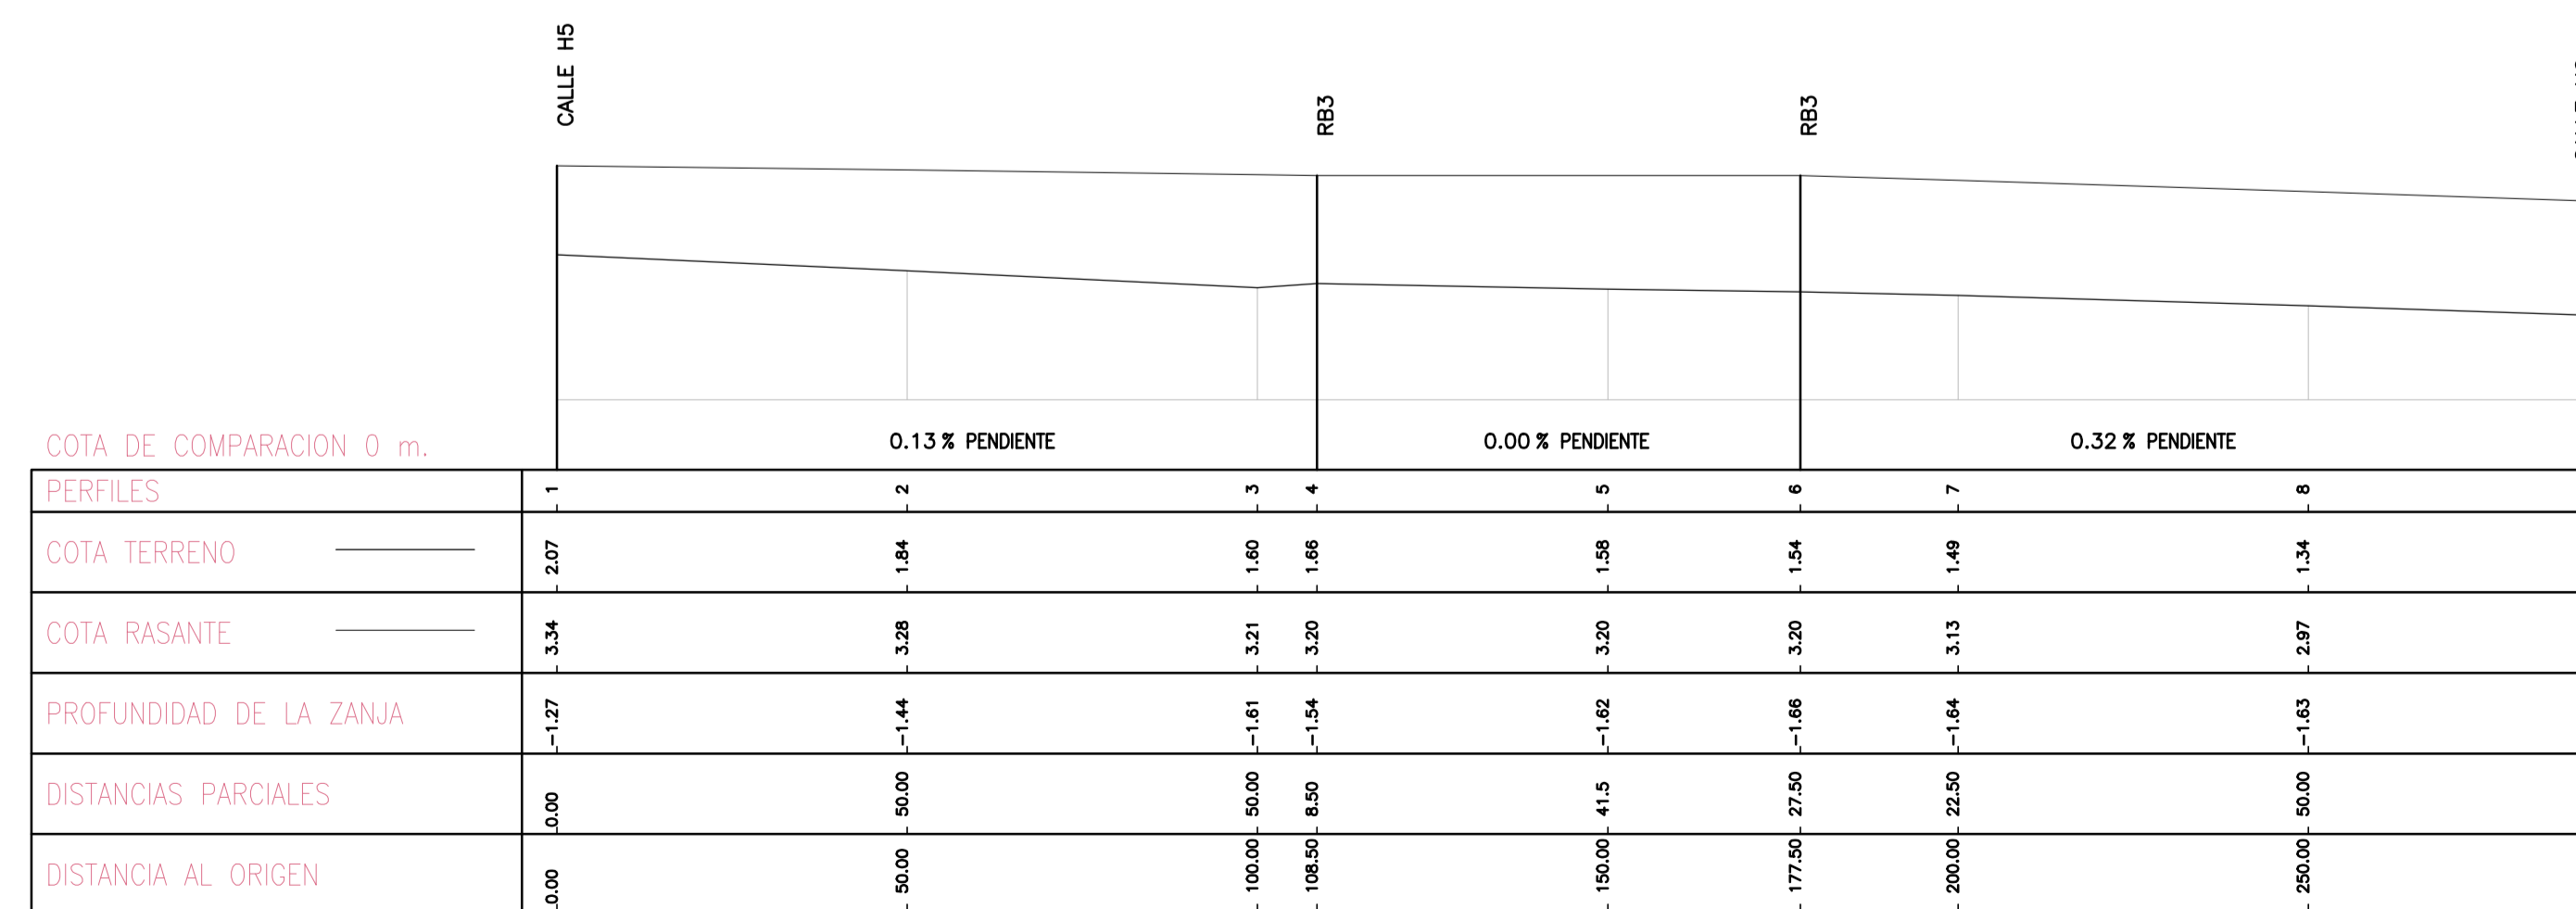 CALLE H5
RB3
RB3
0.13 % PENDIENTE
0.00 % PENDIENTE
0.32 % PENDIENTE
COTA DE COMPARACION 0 m.
PERFILES 1 2 3 4 5 6 7 8
COTA TERRENO 2.07 1.84 1.60 1.66 1.58 1.54 1.49 1.34
COTA RASANTE 3.34 3.28 3.21 3.20 3.20 3.20 3.13 2.97
PROFUNDIDAD DE LA ZANJA -1.27 -1.44 -1.61 -1.54 -1.62 -1.66 -1.64 -1.63
DISTANCIAS PARCIALES 0.00 50.00 50.00 8.50 41.5 27.50 22.50 50.00
DISTANCIA AL ORIGEN 0.00 50.00 100.00 108.50 150.00 177.50 200.00 250.00